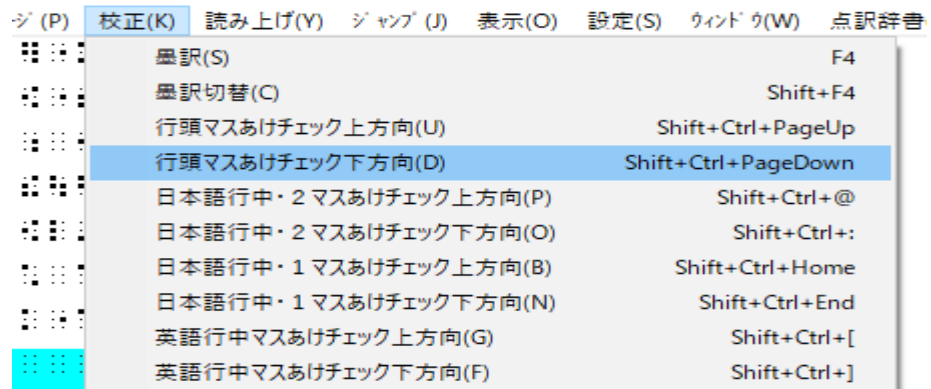 ｼﾞ(P) 校正(K) 読み上げ(Y) ｼﾞｬﾝﾌﾟ(J) 表示(O) 設定(S) ｳｨﾝﾄﾞｳ(W) 点訳辞書
墨訳(S) F4
墨訳切替(C) Shift+F4
行頭マスあけチェック上方向(U) Shift+Ctrl+PageUp
行頭マスあけチェック下方向(D) Shift+Ctrl+PageDown
日本語行中・２マスあけチェック上方向(P) Shift+Ctrl+@
日本語行中・２マスあけチェック下方向(O) Shift+Ctrl+:
日本語行中・１マスあけチェック上方向(B) Shift+Ctrl+Home
日本語行中・１マスあけチェック下方向(N) Shift+Ctrl+End
英語行中マスあけチェック上方向(G) Shift+Ctrl+[
英語行中マスあけチェック下方向(F) Shift+Ctrl+]